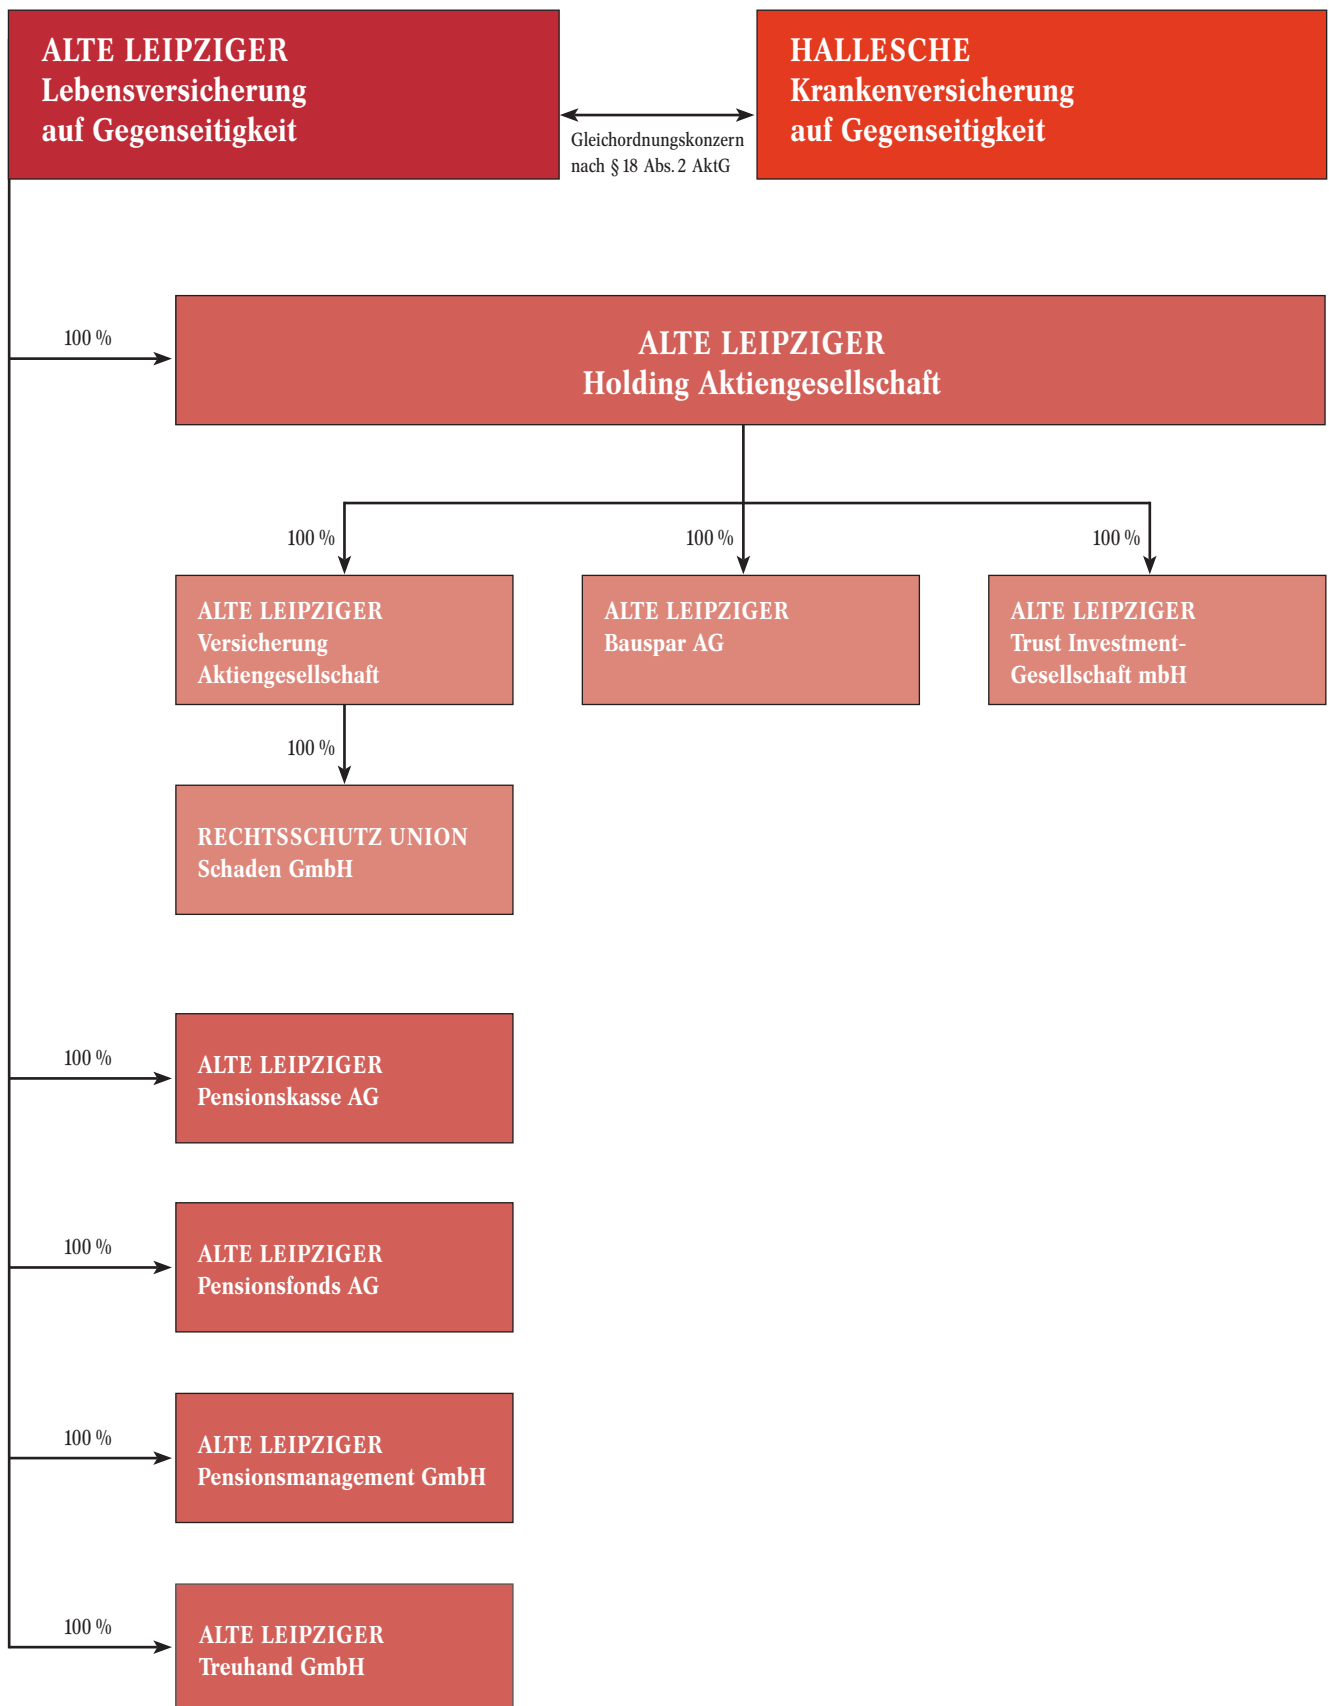 ALTE LEIPZIGER
Lebensversicherung
auf Gegenseitigkeit
Gleichordnungskonzern
nach § 18 Abs. 2 AktG
HALLESCHE
Krankenversicherung
auf Gegenseitigkeit
100 %
ALTE LEIPZIGER
Holding Aktiengesellschaft
100 %
100 %
100 %
ALTE LEIPZIGER
Versicherung
Aktiengesellschaft
ALTE LEIPZIGER
Bauspar AG
ALTE LEIPZIGER
Trust Investment-
Gesellschaft mbH
100 %
RECHTSSCHUTZ UNION
Schaden GmbH
100 %
ALTE LEIPZIGER
Pensionskasse AG
100 %
ALTE LEIPZIGER
Pensionsfonds AG
100 %
ALTE LEIPZIGER
Pensionsmanagement GmbH
100 %
ALTE LEIPZIGER
Treuhand GmbH